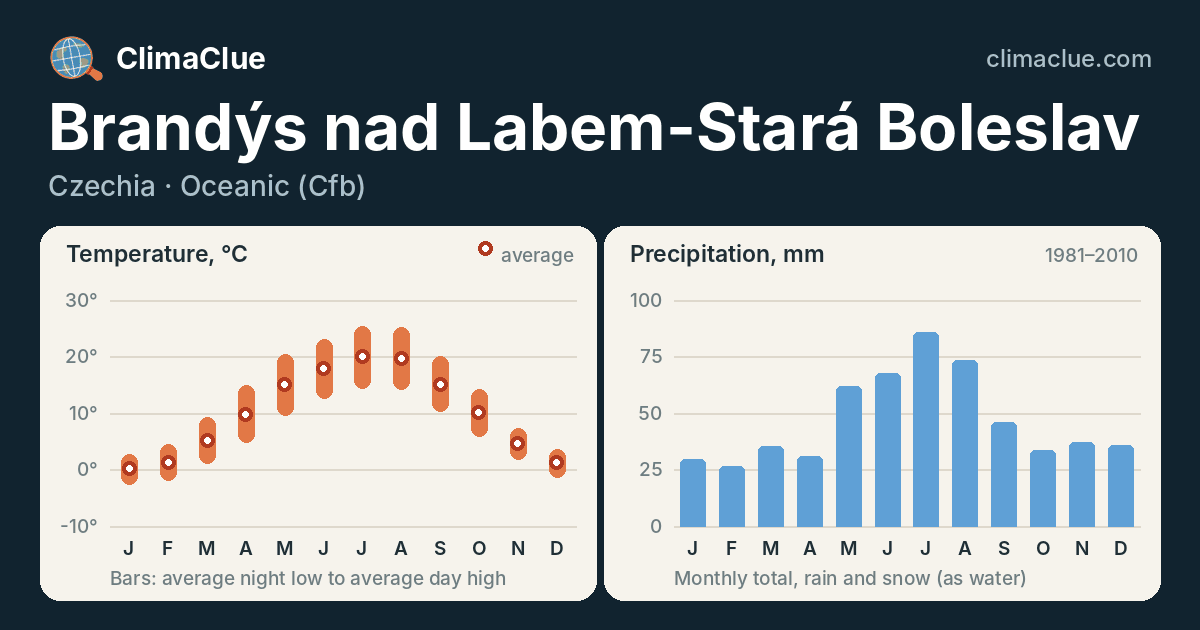 ClimaClue
climaclue.com
Brandýs nad Labem-Stará Boleslav
Czechia · Oceanic (Cfb)
Temperature, °C
average
30°
20°
10°
0°
-10°
J F M A M J J A S O N D
Bars: average night low to average day high
Precipitation, mm
1981–2010
100
75
50
25
0
J F M A M J J A S O N D
Monthly total, rain and snow (as water)